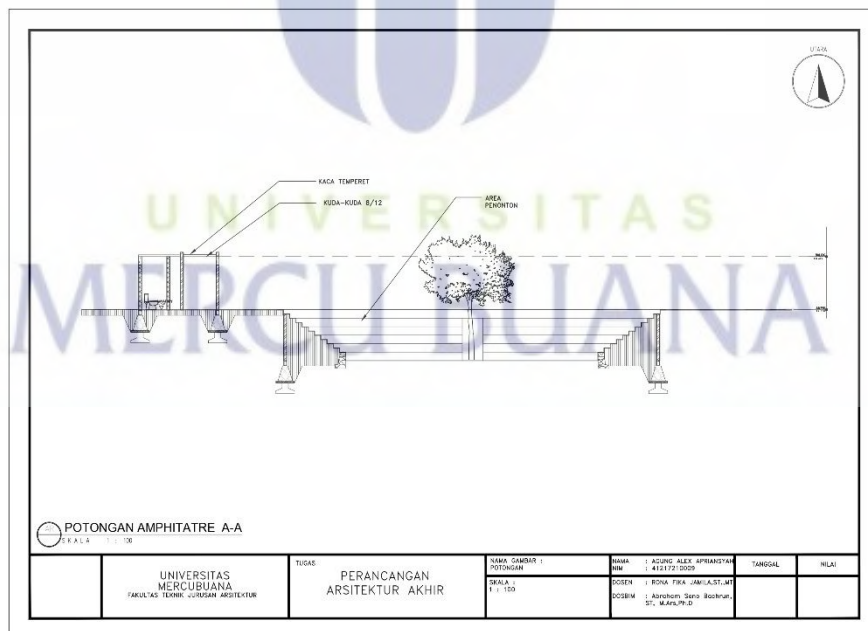 UTARA
KACA TEMPERET
KUDA-KUDA 8/12
AREA
PENONTON
UNIVERSITAS
MERCU BUANA
POTONGAN AMPHITATRE A-A
SKALA 1 : 100
UNIVERSITAS
MERCUBUANA
FAKULTAS TEKNIK JURUSAN ARSITEKTUR
TUGAS
PERANCANGAN
ARSITEKTUR AKHIR
NAMA GAMBAR :
POTONGAN
SKALA :
1 : 100
NAMA : AGUNG ALEX APRIANSYAH
NIM : 41217210009
DOSEN : RONA FIKA JAMILA,ST.,MT
DOSBIM : Abraham Seno Bachrun,
ST, M.Ars,Ph.D
TANGGAL
NILAI